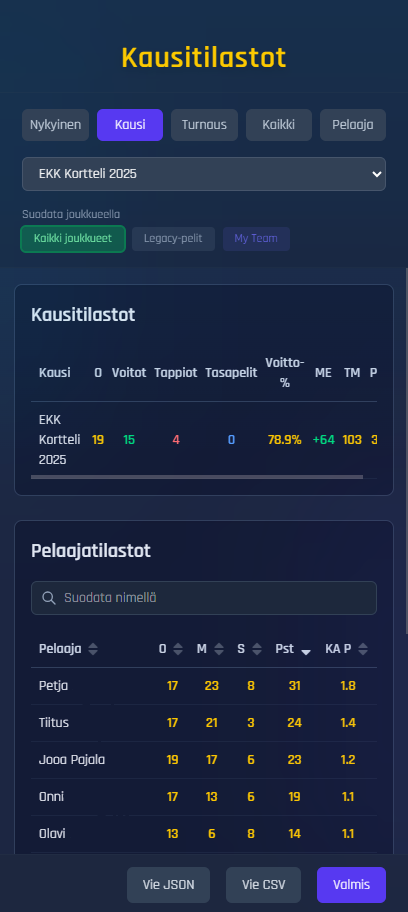 Kausitilastot
Nykyinen Kausi Turnaus Kaikki Pelaaja
EKK Kortteli 2025
Suodata joukkueella
Kaikki joukkueet Legacy-pelit My Team
Kausitilastot
Kausi O Voitot Tappiot Tasapelit Voitto-% ME TM P
EKK Kortteli 2025 19 15 4 0 78.9% +64 103 3
Pelaajatilastot
Suodata nimellä
Pelaaja O M S Pst KA P
Petja 17 23 8 31 1.8
Tiitus 17 21 3 24 1.4
Jooa Pajala 19 17 6 23 1.2
Onni 17 13 6 19 1.1
Olavi 13 6 8 14 1.1
Vie JSON Vie CSV Valmis